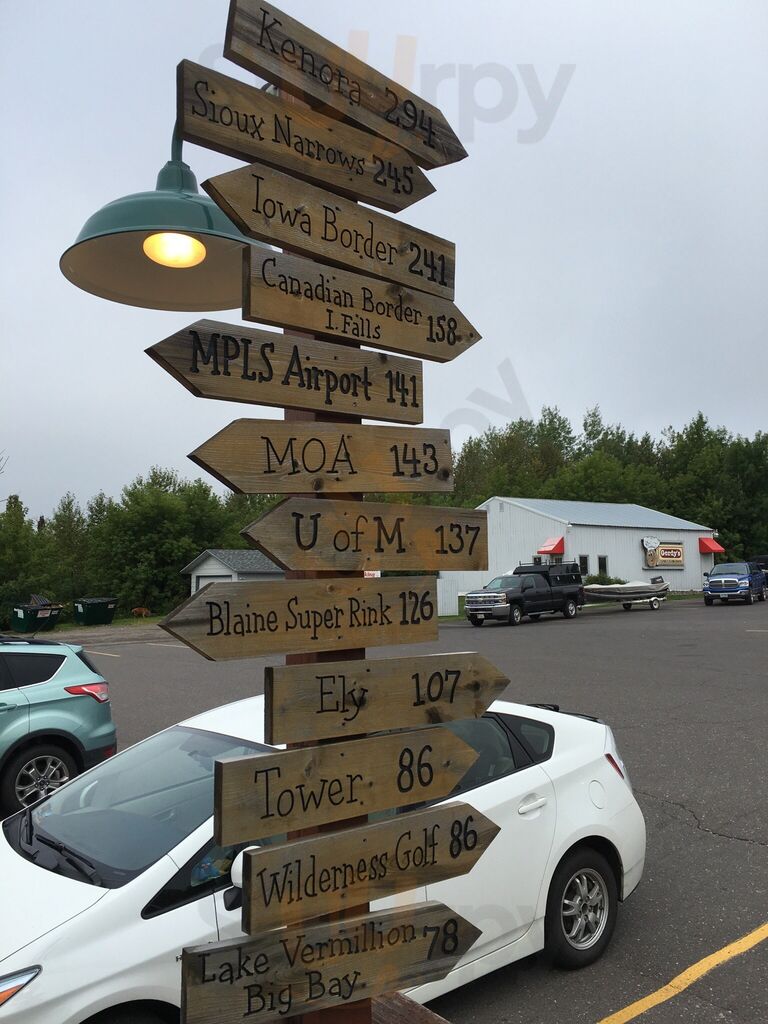 Kenora 294
Sioux Narrows 245
Iowa Border 241
Canadian Border
I. Falls 158
MPLS Airport 141
MOA 143
U of M 137
Blaine Super Rink 126
Ely 107
Tower 86
Wilderness Golf 86
Lake Vermillion 78
Big Bay
Gordy's